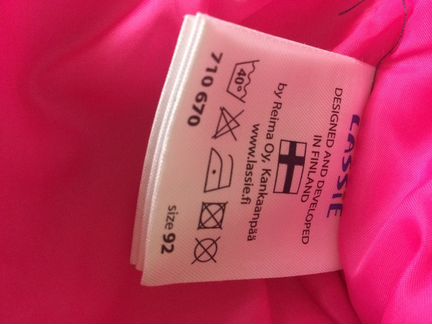 LASSIE
DESIGNED AND DEVELOPED
IN FINLAND
by Reima Oy, Kankaanpää
www.lassie.fi
40°
710 670
size 92